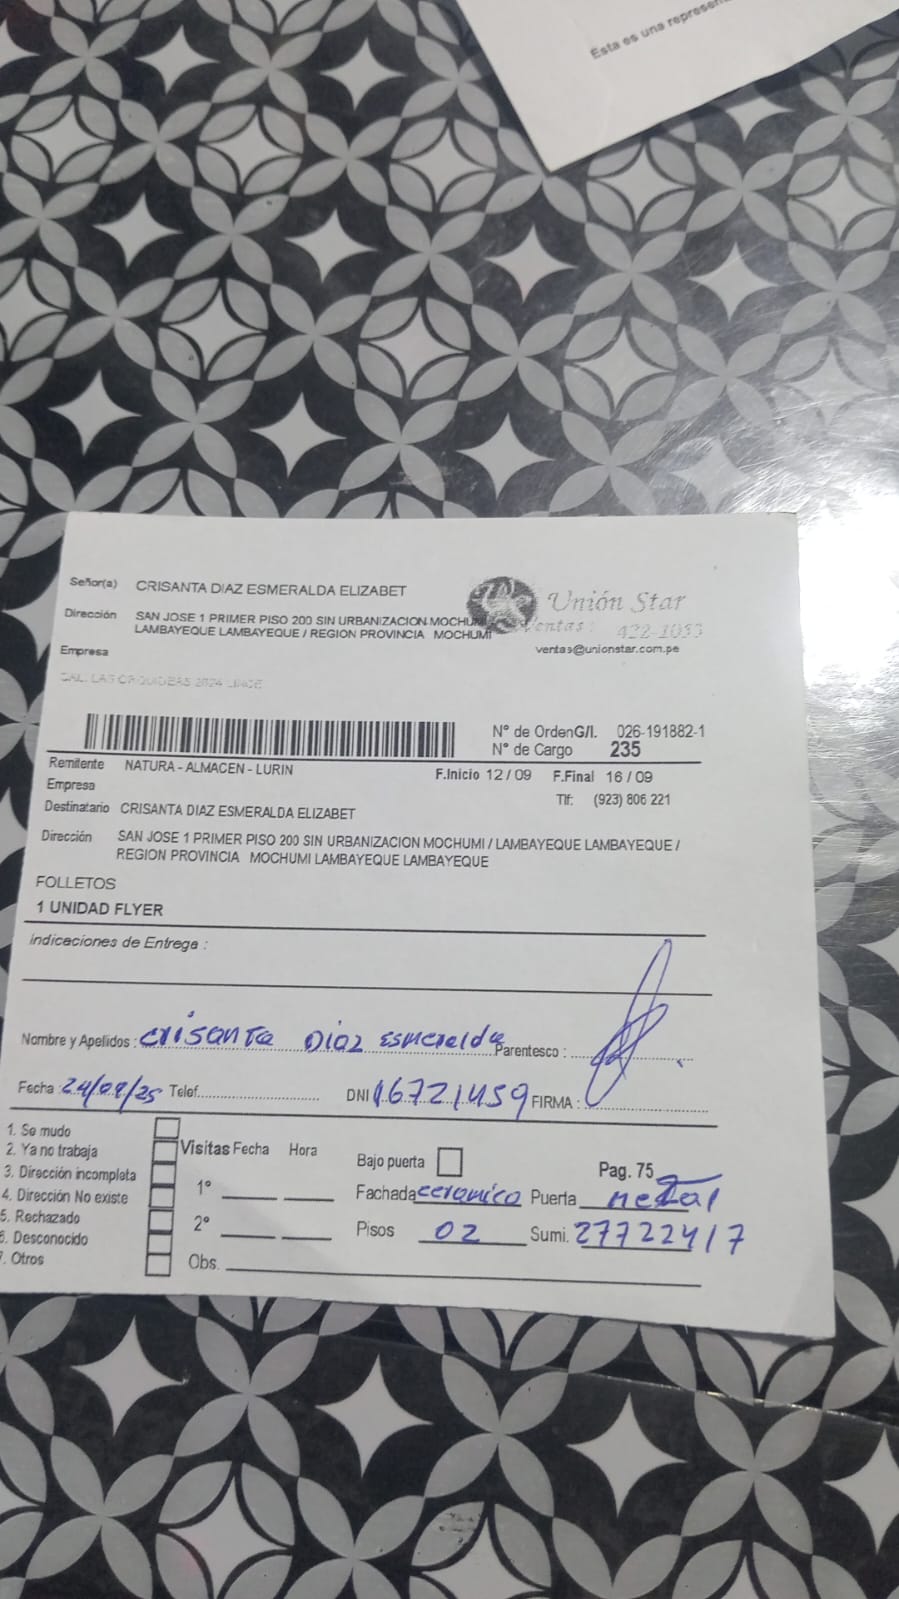 Esta es una represen
Señor(a) CRISANTA DIAZ ESMERALDA ELIZABET
Unión Star
Dirección SAN JOSE 1 PRIMER PISO 200 SIN URBANIZACION MOCHUMI
LAMBAYEQUE LAMBAYEQUE / REGION PROVINCIA MOCHUMI
Ventas: 422-1033
ventas@unionstar.com.pe
Empresa
CAL. LAS ORQUIDEAS 2624 LINCE
N° de OrdenG/I. 026-191882-1
N° de Cargo 235
Remitente NATURA - ALMACEN - LURIN
F.Inicio 12 / 09 F.Final 16 / 09
Empresa
Tlf: (923) 806 221
Destinatario CRISANTA DIAZ ESMERALDA ELIZABET
Dirección SAN JOSE 1 PRIMER PISO 200 SIN URBANIZACION MOCHUMI / LAMBAYEQUE LAMBAYEQUE /
REGION PROVINCIA MOCHUMI LAMBAYEQUE LAMBAYEQUE
FOLLETOS
1 UNIDAD FLYER
Indicaciones de Entrega :
Nombre y Apelidos : Crisanta Diaz Esmeralda Parentesco :
Fecha 24/09/25 Telef. DNI 16721459 FIRMA :
1. Se mudo
2. Ya no trabaja
3. Dirección incompleta
4. Dirección No existe
5. Rechazado
6. Desconocido
7. Otros
Visitas Fecha Hora
1°
2°
Obs.
Bajo puerta Pag. 75
Fachada ceramico Puerta metal
Pisos 02 Sumi. 27722417